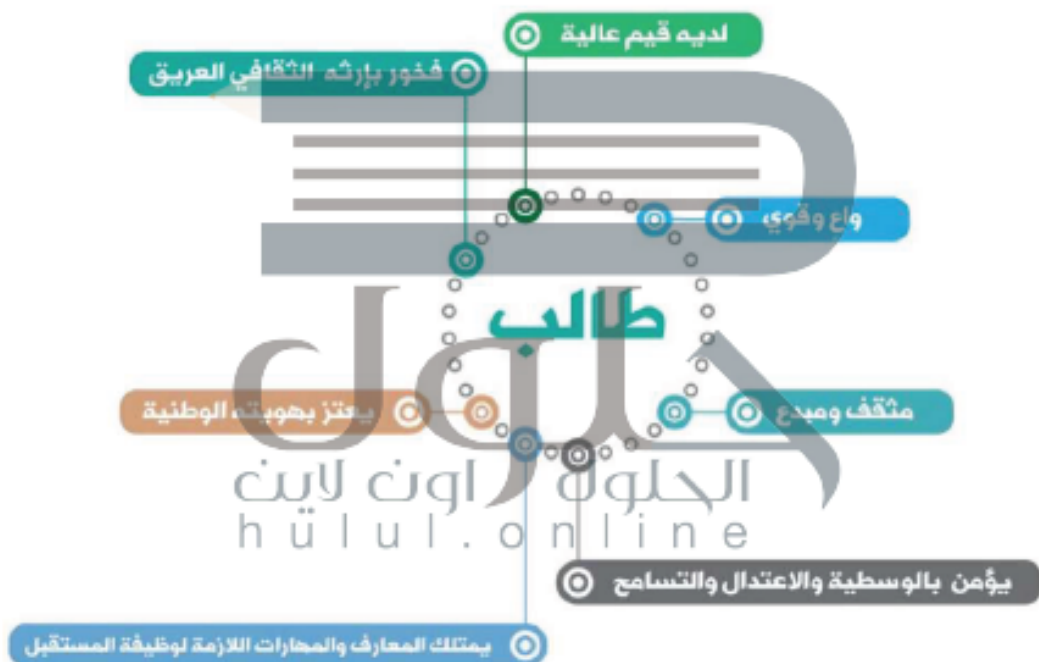 لديه قيم عالية
فخور بإرثه الثقافي العريق
واع وقوي
طالب
حلول
يعتز بهويته الوطنية
مثقف ومبدع
الحلول اون لاين
hulul.online
يؤمن بالوسطية والاعتدال والتسامح
يمتلك المعارف والمهارات اللازمة لوظيفة المستقبل